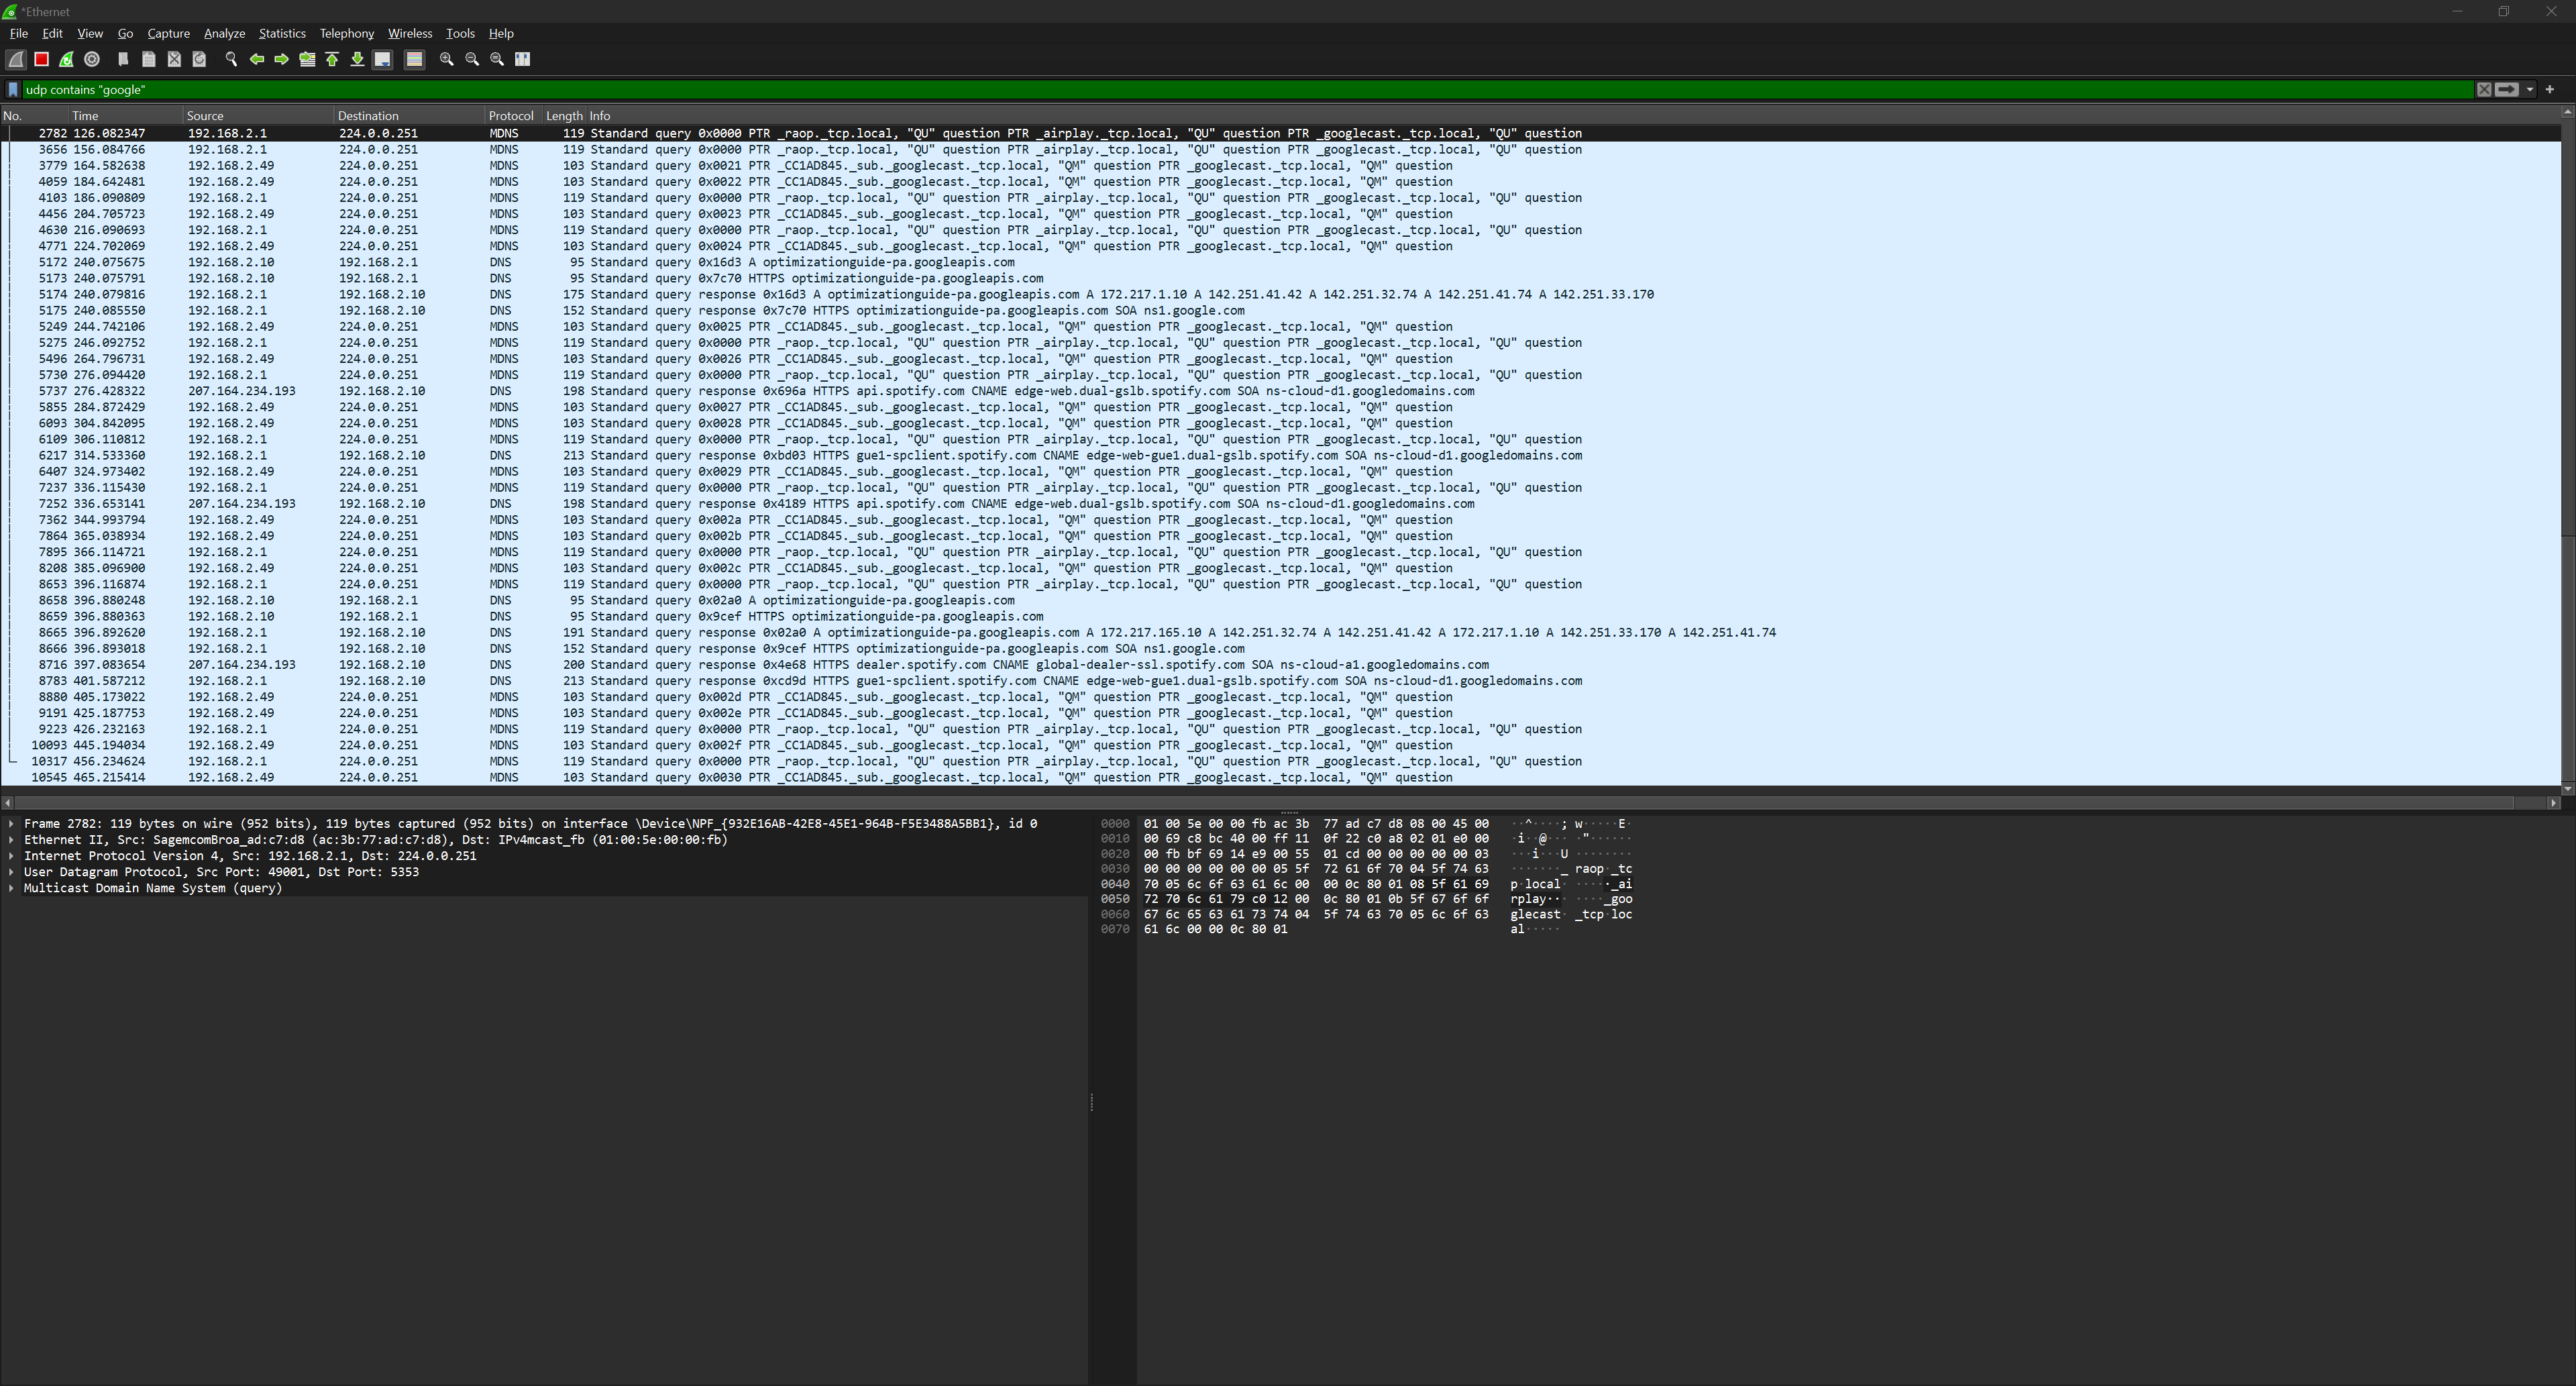 *Ethernet
File Edit View Go Capture Analyze Statistics Telephony Wireless Tools Help
udp contains "google"
No. Time Source Destination Protocol Length Info
2782 126.082347 192.168.2.1 224.0.0.251 MDNS 119 Standard query 0x0000 PTR _raop._tcp.local, "QU" question PTR _airplay._tcp.local, "QU" question PTR _googlecast._tcp.local, "QU" question
3656 156.084766 192.168.2.1 224.0.0.251 MDNS 119 Standard query 0x0000 PTR _raop._tcp.local, "QU" question PTR _airplay._tcp.local, "QU" question PTR _googlecast._tcp.local, "QU" question
3779 164.582638 192.168.2.49 224.0.0.251 MDNS 103 Standard query 0x0021 PTR _CC1AD845._sub._googlecast._tcp.local, "QM" question PTR _googlecast._tcp.local, "QM" question
4059 184.642481 192.168.2.49 224.0.0.251 MDNS 103 Standard query 0x0022 PTR _CC1AD845._sub._googlecast._tcp.local, "QM" question PTR _googlecast._tcp.local, "QM" question
4103 186.090809 192.168.2.1 224.0.0.251 MDNS 119 Standard query 0x0000 PTR _raop._tcp.local, "QU" question PTR _airplay._tcp.local, "QU" question PTR _googlecast._tcp.local, "QU" question
4456 204.705723 192.168.2.49 224.0.0.251 MDNS 103 Standard query 0x0023 PTR _CC1AD845._sub._googlecast._tcp.local, "QM" question PTR _googlecast._tcp.local, "QM" question
4630 216.090693 192.168.2.1 224.0.0.251 MDNS 119 Standard query 0x0000 PTR _raop._tcp.local, "QU" question PTR _airplay._tcp.local, "QU" question PTR _googlecast._tcp.local, "QU" question
4771 224.702069 192.168.2.49 224.0.0.251 MDNS 103 Standard query 0x0024 PTR _CC1AD845._sub._googlecast._tcp.local, "QM" question PTR _googlecast._tcp.local, "QM" question
5172 240.075675 192.168.2.10 192.168.2.1 DNS 95 Standard query 0x16d3 A optimizationguide-pa.googleapis.com
5173 240.075791 192.168.2.10 192.168.2.1 DNS 95 Standard query 0x7c70 HTTPS optimizationguide-pa.googleapis.com
5174 240.079816 192.168.2.1 192.168.2.10 DNS 175 Standard query response 0x16d3 A optimizationguide-pa.googleapis.com A 172.217.1.10 A 142.251.41.42 A 142.251.32.74 A 142.251.41.74 A 142.251.33.170
5175 240.085550 192.168.2.1 192.168.2.10 DNS 152 Standard query response 0x7c70 HTTPS optimizationguide-pa.googleapis.com SOA ns1.google.com
5249 244.742106 192.168.2.49 224.0.0.251 MDNS 103 Standard query 0x0025 PTR _CC1AD845._sub._googlecast._tcp.local, "QM" question PTR _googlecast._tcp.local, "QM" question
5275 246.092752 192.168.2.1 224.0.0.251 MDNS 119 Standard query 0x0000 PTR _raop._tcp.local, "QU" question PTR _airplay._tcp.local, "QU" question PTR _googlecast._tcp.local, "QU" question
5496 264.796731 192.168.2.49 224.0.0.251 MDNS 103 Standard query 0x0026 PTR _CC1AD845._sub._googlecast._tcp.local, "QM" question PTR _googlecast._tcp.local, "QM" question
5730 276.094420 192.168.2.1 224.0.0.251 MDNS 119 Standard query 0x0000 PTR _raop._tcp.local, "QU" question PTR _airplay._tcp.local, "QU" question PTR _googlecast._tcp.local, "QU" question
5737 276.428322 207.164.234.193 192.168.2.10 DNS 198 Standard query response 0x696a HTTPS api.spotify.com CNAME edge-web.dual-gslb.spotify.com SOA ns-cloud-d1.googledomains.com
5855 284.872429 192.168.2.49 224.0.0.251 MDNS 103 Standard query 0x0027 PTR _CC1AD845._sub._googlecast._tcp.local, "QM" question PTR _googlecast._tcp.local, "QM" question
6093 304.842095 192.168.2.49 224.0.0.251 MDNS 103 Standard query 0x0028 PTR _CC1AD845._sub._googlecast._tcp.local, "QM" question PTR _googlecast._tcp.local, "QM" question
6109 306.110812 192.168.2.1 224.0.0.251 MDNS 119 Standard query 0x0000 PTR _raop._tcp.local, "QU" question PTR _airplay._tcp.local, "QU" question PTR _googlecast._tcp.local, "QU" question
6217 314.533360 192.168.2.1 192.168.2.10 DNS 213 Standard query response 0xbd03 HTTPS gue1-spclient.spotify.com CNAME edge-web-gue1.dual-gslb.spotify.com SOA ns-cloud-d1.googledomains.com
6407 324.973402 192.168.2.49 224.0.0.251 MDNS 103 Standard query 0x0029 PTR _CC1AD845._sub._googlecast._tcp.local, "QM" question PTR _googlecast._tcp.local, "QM" question
7237 336.115430 192.168.2.1 224.0.0.251 MDNS 119 Standard query 0x0000 PTR _raop._tcp.local, "QU" question PTR _airplay._tcp.local, "QU" question PTR _googlecast._tcp.local, "QU" question
7252 336.653141 207.164.234.193 192.168.2.10 DNS 198 Standard query response 0x4189 HTTPS api.spotify.com CNAME edge-web.dual-gslb.spotify.com SOA ns-cloud-d1.googledomains.com
7362 344.993794 192.168.2.49 224.0.0.251 MDNS 103 Standard query 0x002a PTR _CC1AD845._sub._googlecast._tcp.local, "QM" question PTR _googlecast._tcp.local, "QM" question
7864 365.038934 192.168.2.49 224.0.0.251 MDNS 103 Standard query 0x002b PTR _CC1AD845._sub._googlecast._tcp.local, "QM" question PTR _googlecast._tcp.local, "QM" question
7895 366.114721 192.168.2.1 224.0.0.251 MDNS 119 Standard query 0x0000 PTR _raop._tcp.local, "QU" question PTR _airplay._tcp.local, "QU" question PTR _googlecast._tcp.local, "QU" question
8208 385.096900 192.168.2.49 224.0.0.251 MDNS 103 Standard query 0x002c PTR _CC1AD845._sub._googlecast._tcp.local, "QM" question PTR _googlecast._tcp.local, "QM" question
8653 396.116874 192.168.2.1 224.0.0.251 MDNS 119 Standard query 0x0000 PTR _raop._tcp.local, "QU" question PTR _airplay._tcp.local, "QU" question PTR _googlecast._tcp.local, "QU" question
8658 396.880248 192.168.2.10 192.168.2.1 DNS 95 Standard query 0x02a0 A optimizationguide-pa.googleapis.com
8659 396.880363 192.168.2.10 192.168.2.1 DNS 95 Standard query 0x9cef HTTPS optimizationguide-pa.googleapis.com
8665 396.892620 192.168.2.1 192.168.2.10 DNS 191 Standard query response 0x02a0 A optimizationguide-pa.googleapis.com A 172.217.165.10 A 142.251.32.74 A 142.251.41.42 A 172.217.1.10 A 142.251.33.170 A 142.251.41.74
8666 396.893018 192.168.2.1 192.168.2.10 DNS 152 Standard query response 0x9cef HTTPS optimizationguide-pa.googleapis.com SOA ns1.google.com
8716 397.083654 207.164.234.193 192.168.2.10 DNS 200 Standard query response 0x4e68 HTTPS dealer.spotify.com CNAME global-dealer-ssl.spotify.com SOA ns-cloud-a1.googledomains.com
8783 401.587212 192.168.2.1 192.168.2.10 DNS 213 Standard query response 0xcd9d HTTPS gue1-spclient.spotify.com CNAME edge-web-gue1.dual-gslb.spotify.com SOA ns-cloud-d1.googledomains.com
8880 405.173022 192.168.2.49 224.0.0.251 MDNS 103 Standard query 0x002d PTR _CC1AD845._sub._googlecast._tcp.local, "QM" question PTR _googlecast._tcp.local, "QM" question
9191 425.187753 192.168.2.49 224.0.0.251 MDNS 103 Standard query 0x002e PTR _CC1AD845._sub._googlecast._tcp.local, "QM" question PTR _googlecast._tcp.local, "QM" question
9223 426.232163 192.168.2.1 224.0.0.251 MDNS 119 Standard query 0x0000 PTR _raop._tcp.local, "QU" question PTR _airplay._tcp.local, "QU" question PTR _googlecast._tcp.local, "QU" question
10093 445.194034 192.168.2.49 224.0.0.251 MDNS 103 Standard query 0x002f PTR _CC1AD845._sub._googlecast._tcp.local, "QM" question PTR _googlecast._tcp.local, "QM" question
10317 456.234624 192.168.2.1 224.0.0.251 MDNS 119 Standard query 0x0000 PTR _raop._tcp.local, "QU" question PTR _airplay._tcp.local, "QU" question PTR _googlecast._tcp.local, "QU" question
10545 465.215414 192.168.2.49 224.0.0.251 MDNS 103 Standard query 0x0030 PTR _CC1AD845._sub._googlecast._tcp.local, "QM" question PTR _googlecast._tcp.local, "QM" question
Frame 2782: 119 bytes on wire (952 bits), 119 bytes captured (952 bits) on interface \Device\NPF_{932E16AB-42E8-45E1-964B-F5E3488A5BB1}, id 0
Ethernet II, Src: SagemcomBroa_ad:c7:d8 (ac:3b:77:ad:c7:d8), Dst: IPv4mcast_fb (01:00:5e:00:00:fb)
Internet Protocol Version 4, Src: 192.168.2.1, Dst: 224.0.0.251
User Datagram Protocol, Src Port: 49001, Dst Port: 5353
Multicast Domain Name System (query)
0000 01 00 5e 00 00 fb ac 3b 77 ad c7 d8 08 00 45 00 ··^····; w·····E·
0010 00 69 c8 bc 40 00 ff 11 0f 22 c0 a8 02 01 e0 00 ·i··@··· ·"······
0020 00 fb bf 69 14 e9 00 55 01 cd 00 00 00 00 00 03 ···i···U ········
0030 00 00 00 00 00 00 05 5f 72 61 6f 70 04 5f 74 63 ·······_ raop·_tc
0040 70 05 6c 6f 63 61 6c 00 00 0c 80 01 08 5f 61 69 p·local· ·····_ai
0050 72 70 6c 61 79 c0 12 00 0c 80 01 0b 5f 67 6f 6f rplay··· ····_goo
0060 67 6c 65 63 61 73 74 04 5f 74 63 70 05 6c 6f 63 glecast· _tcp·loc
0070 61 6c 00 00 0c 80 01 al·····